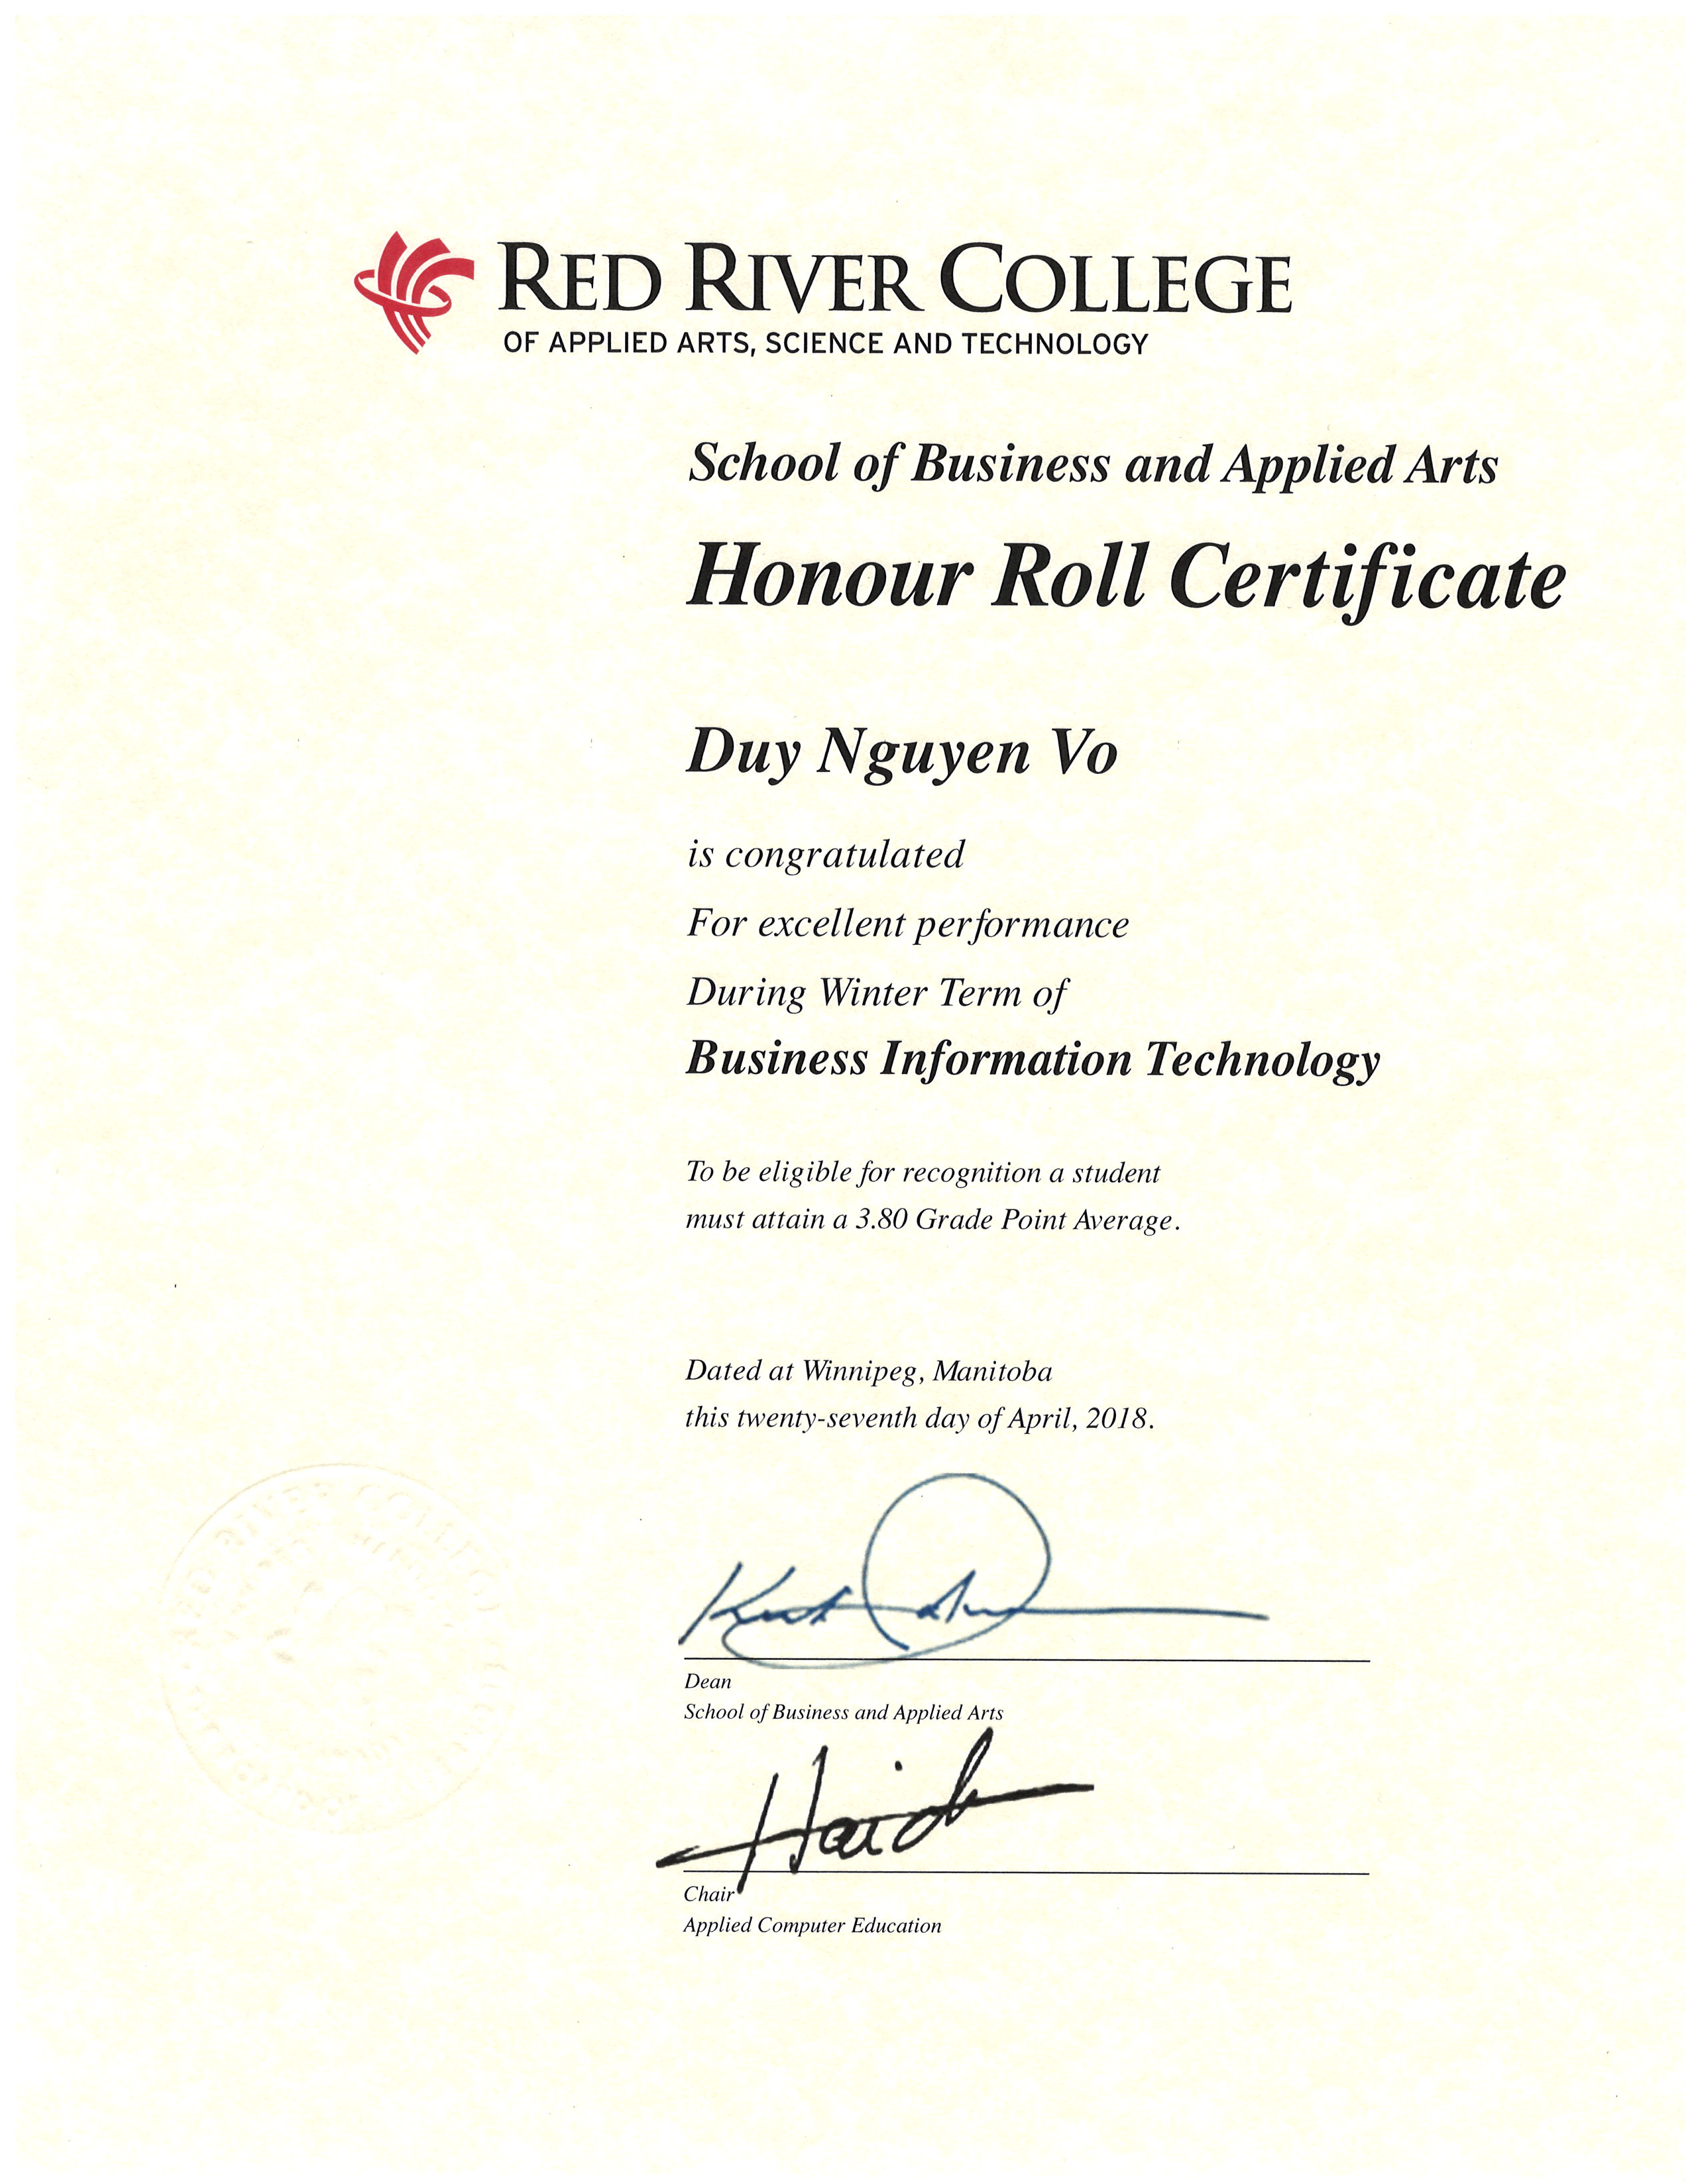 RED RIVER COLLEGE
OF APPLIED ARTS, SCIENCE AND TECHNOLOGY
School of Business and Applied Arts
Honour Roll Certificate
Duy Nguyen Vo
is congratulated
For excellent performance
During Winter Term of
Business Information Technology
To be eligible for recognition a student
must attain a 3.80 Grade Point Average.
Dated at Winnipeg, Manitoba
this twenty-seventh day of April, 2018.
Dean
School of Business and Applied Arts
Chair
Applied Computer Education
RED RIVER COLLEGE